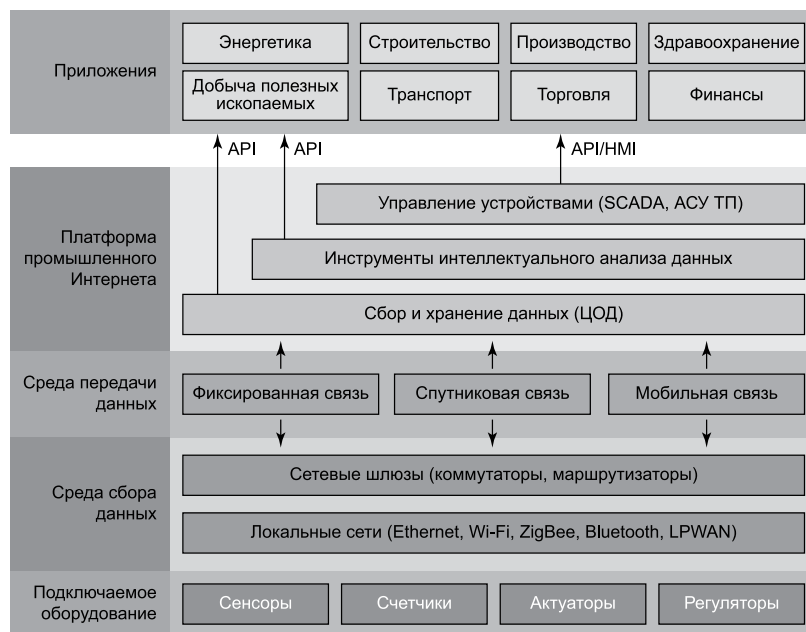 Приложения
Энергетика
Строительство
Производство
Здравоохранение
Добыча полезных
ископаемых
Транспорт
Торговля
Финансы
API
API
API/HMI
Платформа
промышленного
Интернета
Управление устройствами (SCADA, АСУ ТП)
Инструменты интеллектуального анализа данных
Сбор и хранение данных (ЦОД)
Среда передачи
данных
Фиксированная связь
Спутниковая связь
Мобильная связь
Среда сбора
данных
Сетевые шлюзы (коммутаторы, маршрутизаторы)
Локальные сети (Ethernet, Wi-Fi, ZigBee, Bluetooth, LPWAN)
Подключаемое
оборудование
Сенсоры
Счетчики
Актуаторы
Регуляторы